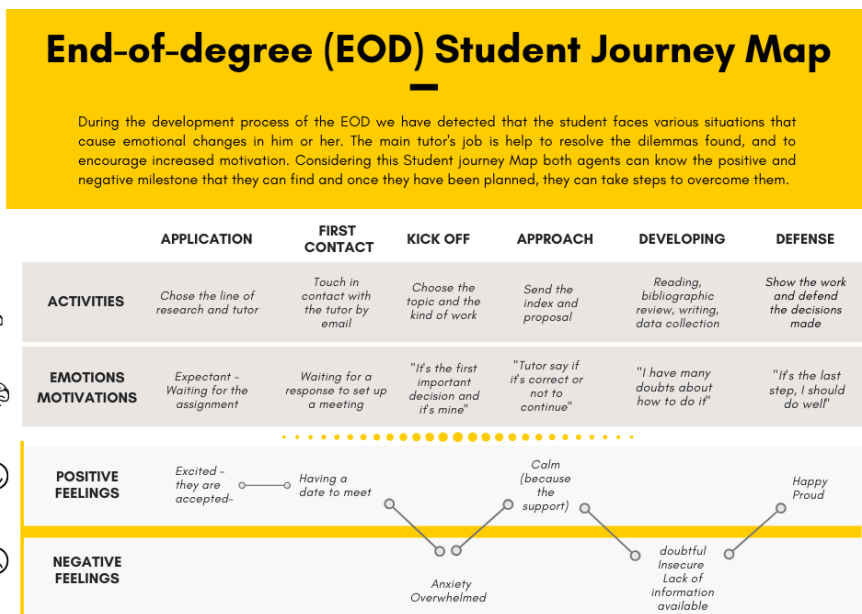 End-of-degree (EOD) Student Journey Map
During the development process of the EOD we have detected that the student faces various situations that
cause emotional changes in him or her. The main tutor's job is help to resolve the dilemmas found, and to
encourage increased motivation. Considering this Student journey Map both agents can know the positive and
negative milestone that they can find and once they have been planned, they can take steps to overcome them.
APPLICATION
FIRST
CONTACT
KICK OFF
APPROACH
DEVELOPING
DEFENSE
ACTIVITIES
Chose the line of
research and tutor
Touch in
contact with
the tutor by
email
Choose the
topic and the
kind of work
Send the
index and
proposal
Reading,
bibliographic
review, writing,
data collection
Show the work
and defend
the decisions
made
EMOTIONS
MOTIVATIONS
Expectant -
Waiting for the
assignment
Waiting for a
response to set up
a meeting
"It's the first
important
decision and
it's mine"
"Tutor say if
it's correct or
not to
continue"
"I have many
doubts about
how to do it"
"It's the last
step, I should
do well"
POSITIVE
FEELINGS
Excited -
they are
accepted-
Having a
date to meet
Calm
(because
the
support)
Happy
Proud
NEGATIVE
FEELINGS
Anxiety
Overwhelmed
doubtful
Insecure
Lack of
information
available